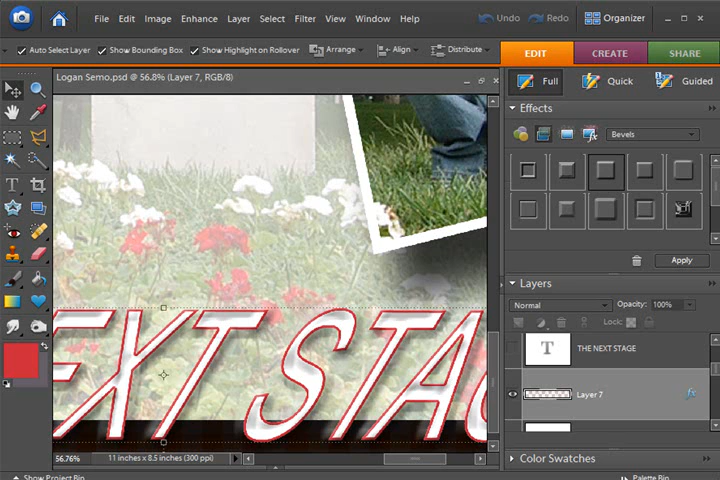 File Edit Image Enhance Layer Select Filter View Window Help Undo Redo Organizer
Auto Select Layer Show Bounding Box Show Highlight on Rollover Arrange Align Distribute EDIT CREATE SHARE
Logan Semo.psd @ 56.8% (Layer 7, RGB/8)
Full Quick Guided
Effects
Bevels
Apply
Layers
Normal Opacity: 100%
Lock:
T THE NEXT STAGE
Layer 7 fx
EXT STAG
56.76% 11 inches x 8.5 inches (300 ppi)
Color Swatches
Show Project Bin Palette Bin